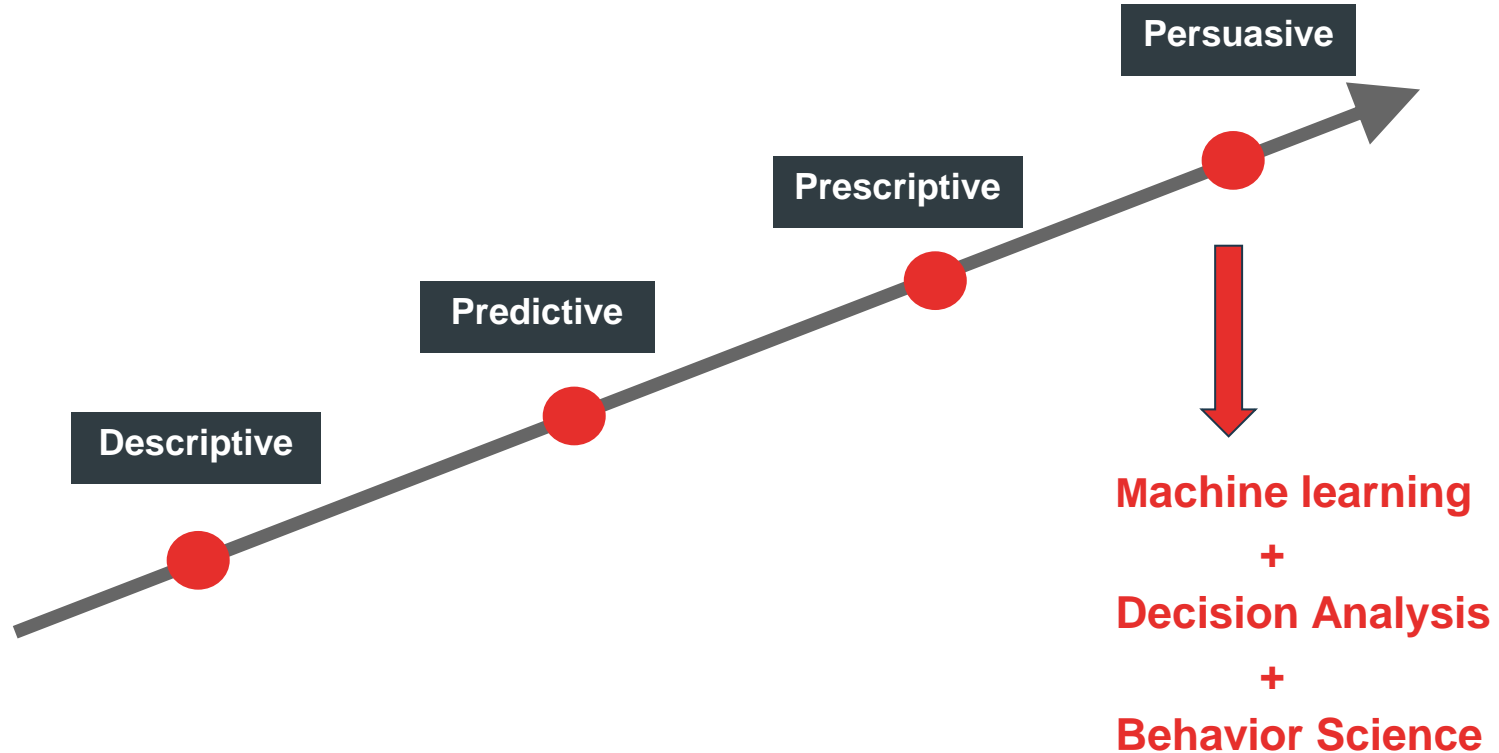 Persuasive
Prescriptive
Predictive
Descriptive
Machine learning
+
Decision Analysis
+
Behavior Science